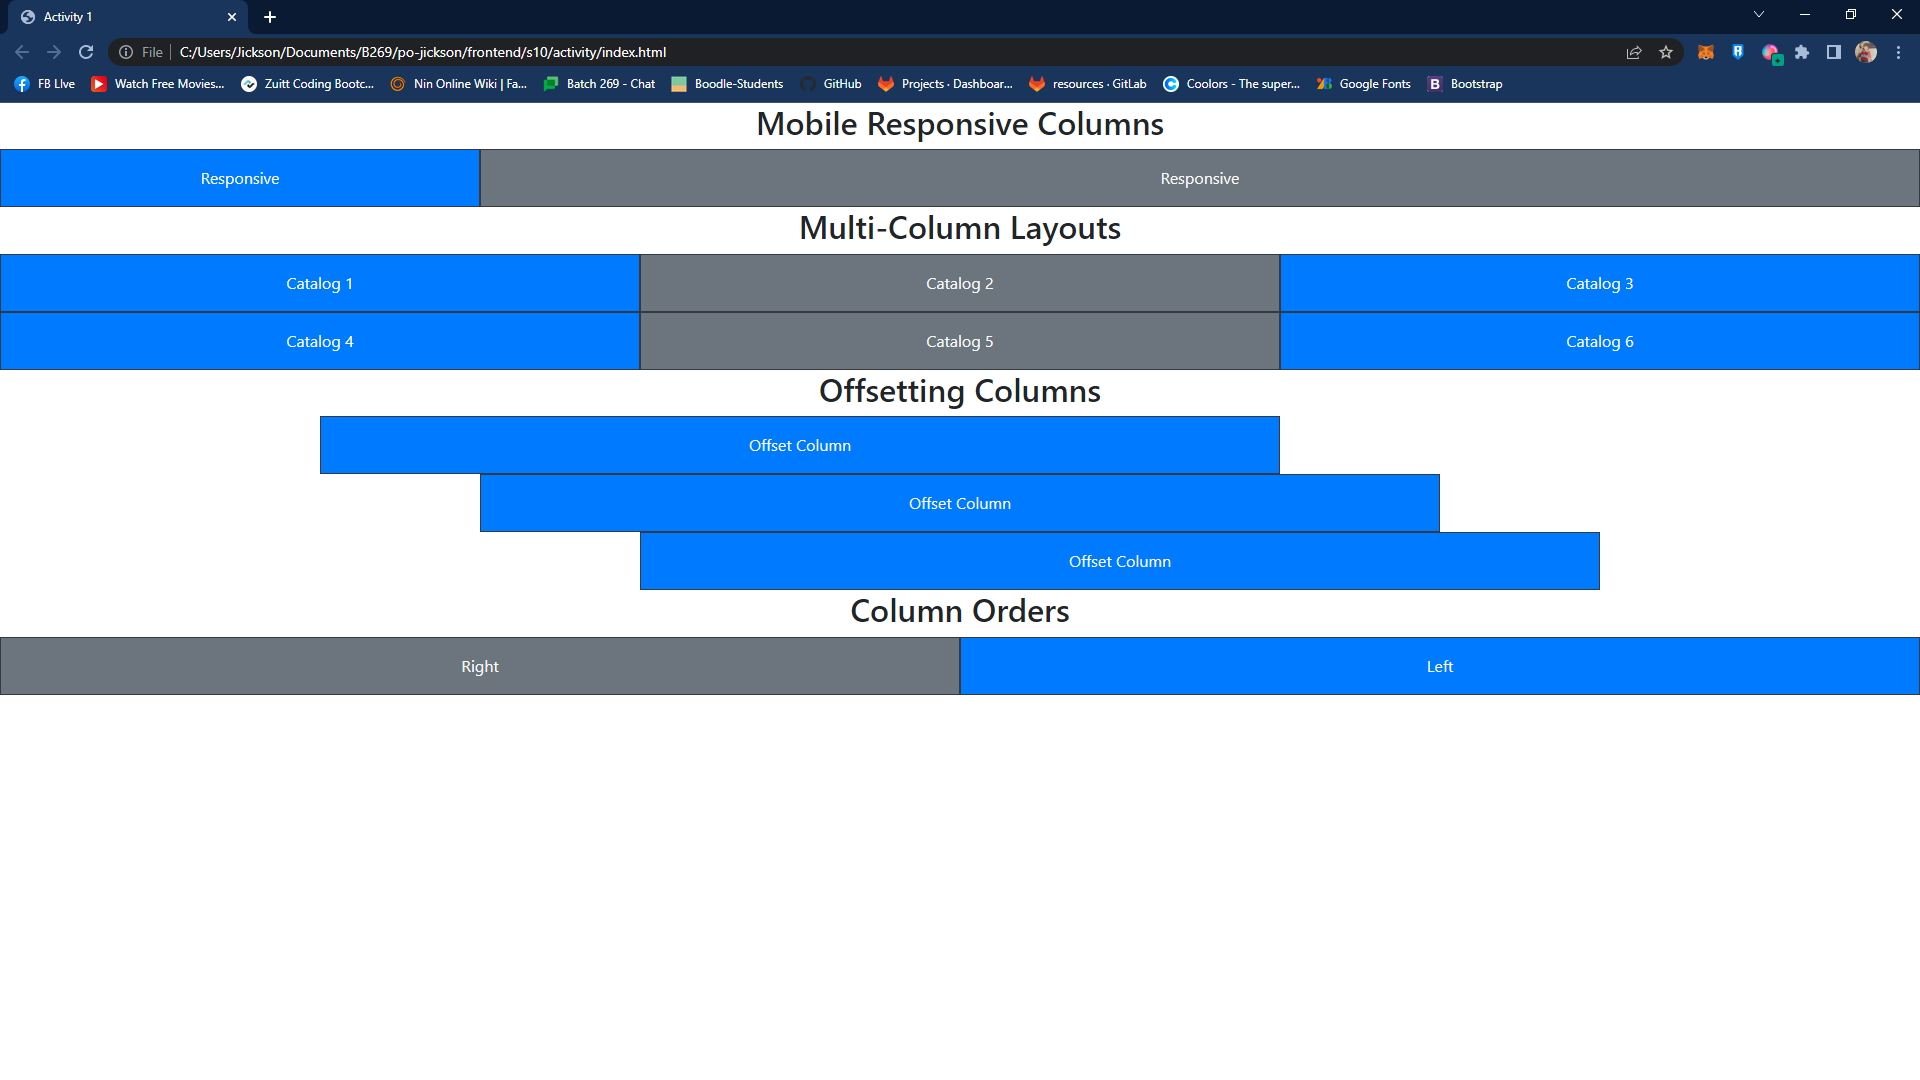 Activity 1
File C:/Users/Jickson/Documents/B269/po-jickson/frontend/s10/activity/index.html
FB LIve Watch Free Movies... Zuitt Coding Bootc... Nin Online Wiki | Fa... Batch 269 - Chat Boodle-Students GitHub Projects · Dashboar... resources · GitLab Coolors - The super... Google Fonts B Bootstrap
Mobile Responsive Columns
Responsive Responsive
Multi-Column Layouts
Catalog 1 Catalog 2 Catalog 3
Catalog 4 Catalog 5 Catalog 6
Offsetting Columns
Offset Column
Offset Column
Offset Column
Column Orders
Right Left